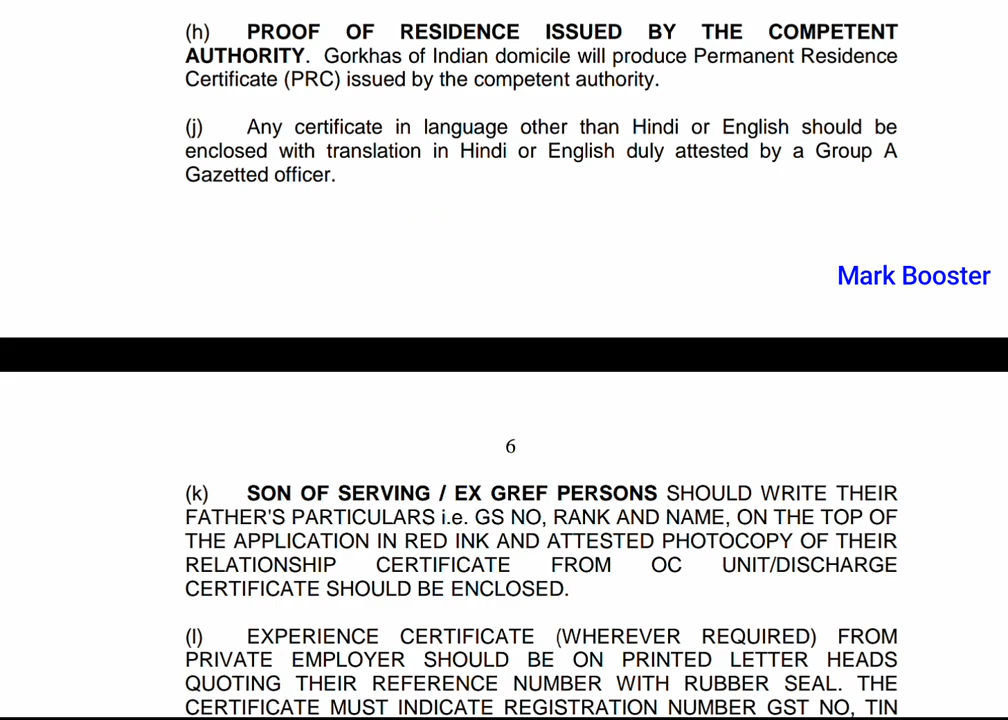 (h) PROOF OF RESIDENCE ISSUED BY THE COMPETENT
AUTHORITY. Gorkhas of Indian domicile will produce Permanent Residence
Certificate (PRC) issued by the competent authority.
(j) Any certificate in language other than Hindi or English should be
enclosed with translation in Hindi or English duly attested by a Group A
Gazetted officer.
Mark Booster
6
(k) SON OF SERVING / EX GREF PERSONS SHOULD WRITE THEIR
FATHER'S PARTICULARS i.e. GS NO, RANK AND NAME, ON THE TOP OF
THE APPLICATION IN RED INK AND ATTESTED PHOTOCOPY OF THEIR
RELATIONSHIP CERTIFICATE FROM OC UNIT/DISCHARGE
CERTIFICATE SHOULD BE ENCLOSED.
(l) EXPERIENCE CERTIFICATE (WHEREVER REQUIRED) FROM
PRIVATE EMPLOYER SHOULD BE ON PRINTED LETTER HEADS
QUOTING THEIR REFERENCE NUMBER WITH RUBBER SEAL. THE
CERTIFICATE MUST INDICATE REGISTRATION NUMBER GST NO, TIN